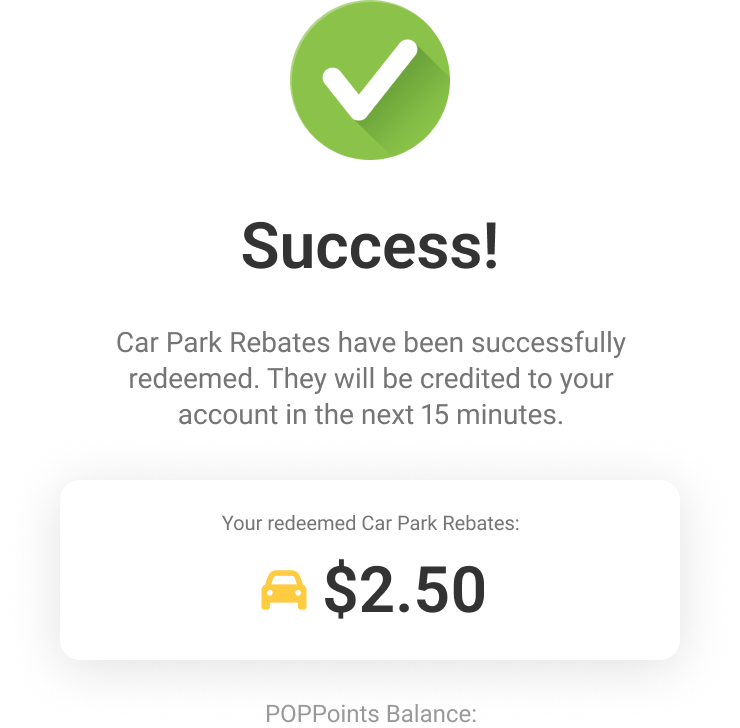 Success!
Car Park Rebates have been successfully
redeemed. They will be credited to your
account in the next 15 minutes.
Your redeemed Car Park Rebates:
$2.50
POPPoints Balance: